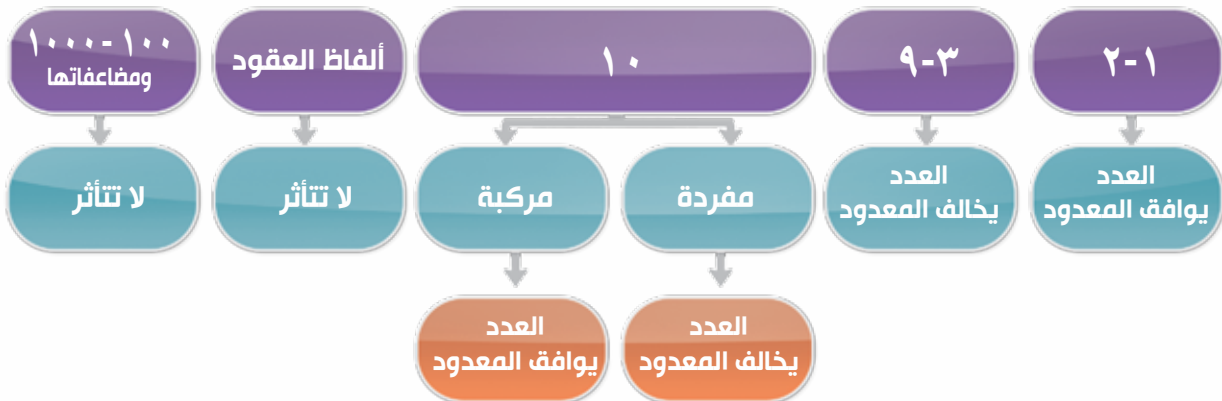 ١-٢
٣-٩
١٠
ألفاظ العقود
١٠٠-١٠٠٠
ومضاعفاتها
العدد
يوافق المعدود
العدد
يخالف المعدود
مفردة
مركبة
لا تتأثر
لا تتأثر
العدد
يخالف المعدود
العدد
يوافق المعدود